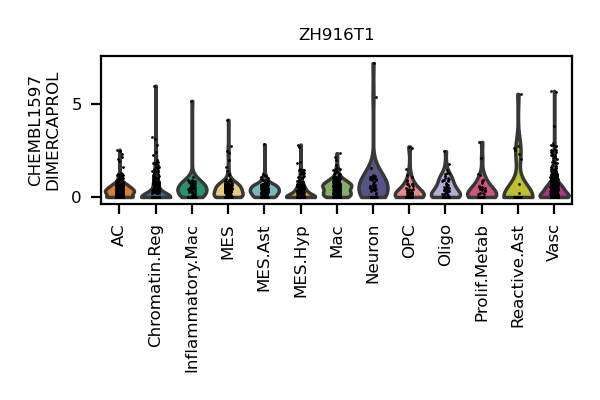 ZH916T1
CHEMBL1597
DIMERCAPROL
5
0
AC
Chromatin.Reg
Inflammatory.Mac
MES
MES.Ast
MES.Hyp
Mac
Neuron
OPC
Oligo
Prolif.Metab
Reactive.Ast
Vasc